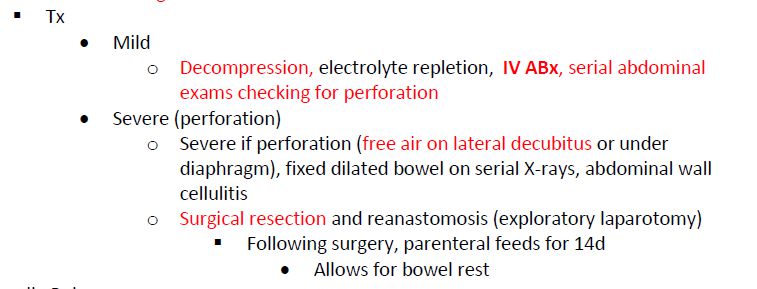 ▪ Tx
• Mild
o Decompression, electrolyte repletion, IV ABx, serial abdominal
exams checking for perforation
• Severe (perforation)
o Severe if perforation (free air on lateral decubitus or under
diaphragm), fixed dilated bowel on serial X-rays, abdominal wall
cellulitis
o Surgical resection and reanastomosis (exploratory laparotomy)
▪ Following surgery, parenteral feeds for 14d
• Allows for bowel rest